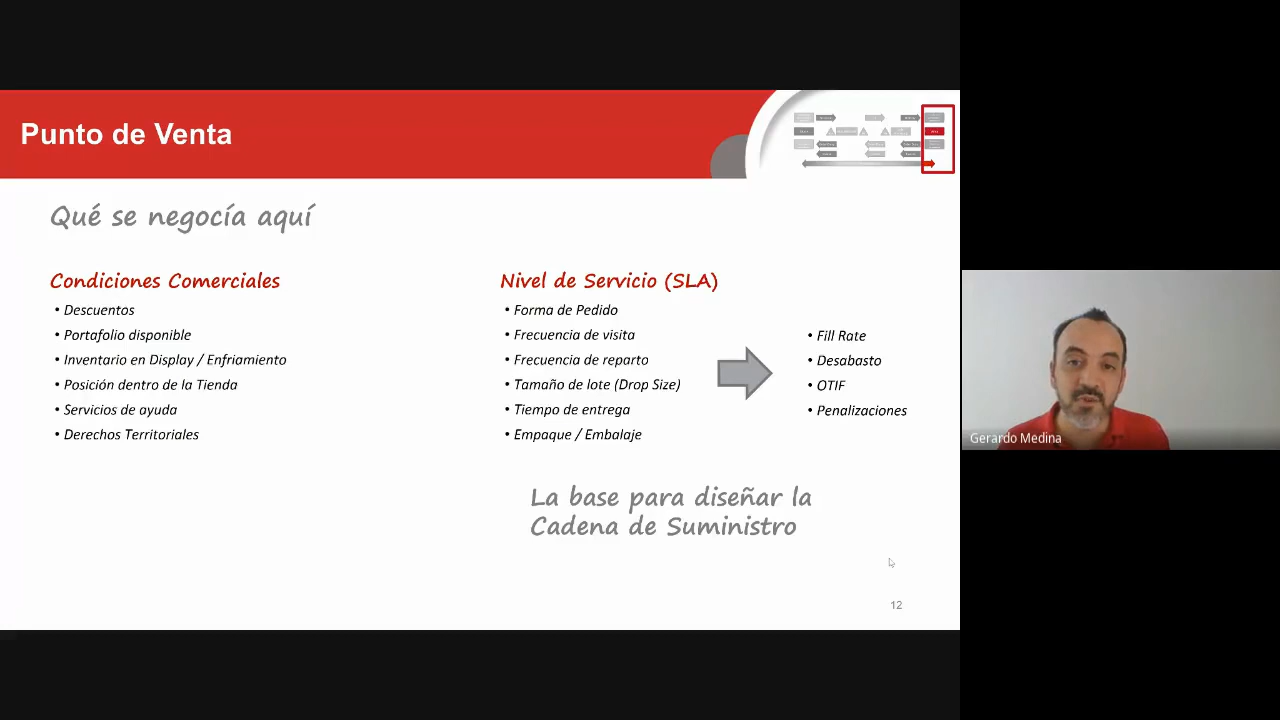 Punto de Venta
Qué se negocía aquí
Condiciones Comerciales
• Descuentos
• Portafolio disponible
• Inventario en Display / Enfriamiento
• Posición dentro de la Tienda
• Servicios de ayuda
• Derechos Territoriales
Nivel de Servicio (SLA)
• Forma de Pedido
• Frecuencia de visita
• Frecuencia de reparto
• Tamaño de lote (Drop Size)
• Tiempo de entrega
• Empaque / Embalaje
• Fill Rate
• Desabasto
• OTIF
• Penalizaciones
La base para diseñar la
Cadena de Suministro
12
Gerardo Medina